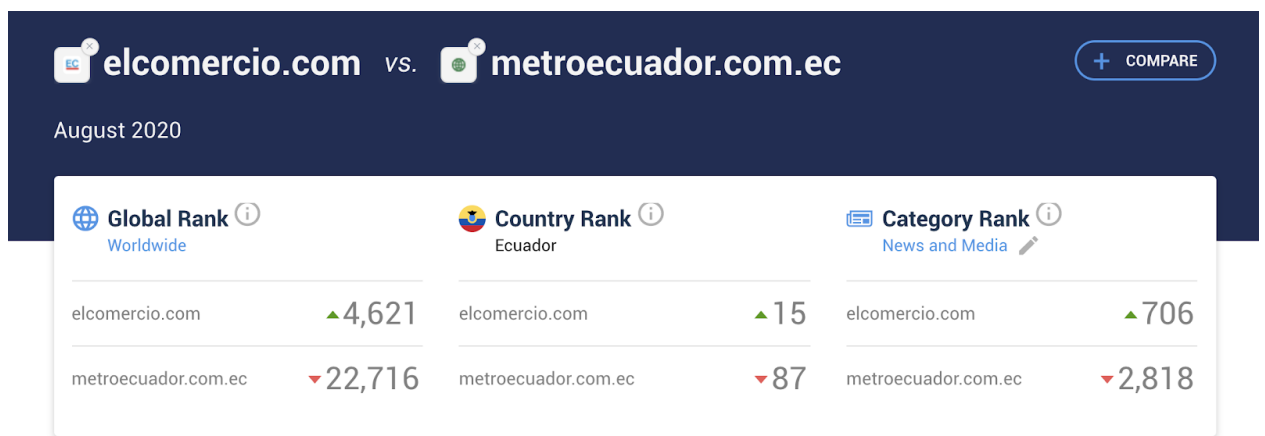 EC elcomercio.com vs. metroecuador.com.ec
+ COMPARE
August 2020
Global Rank
Worldwide
elcomercio.com 4,621
metroecuador.com.ec 22,716
Country Rank
Ecuador
elcomercio.com 15
metroecuador.com.ec 87
Category Rank
News and Media
elcomercio.com 706
metroecuador.com.ec 2,818